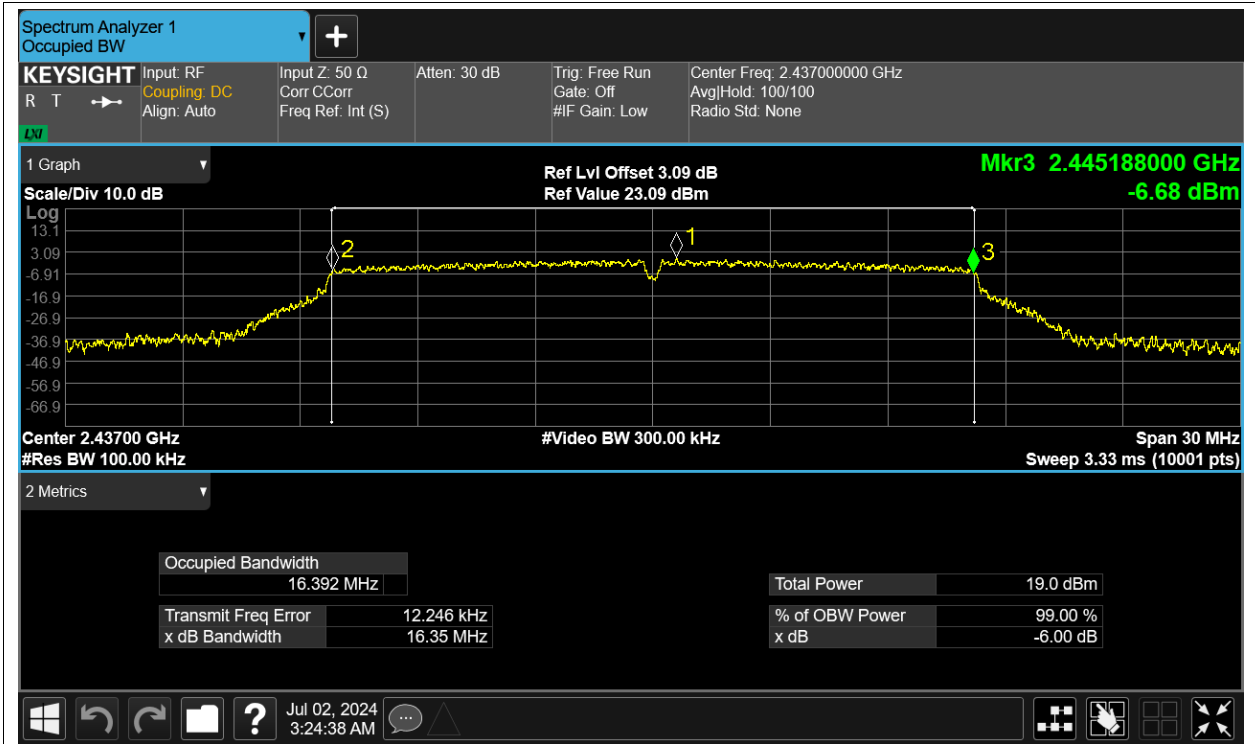 Spectrum Analyzer 1
Occupied BW
KEYSIGHT
R T
LXI
Input: RF
Coupling: DC
Align: Auto
Input Z: 50 Ω
Corr CCorr
Freq Ref: Int (S)
Atten: 30 dB
Trig: Free Run
Gate: Off
#IF Gain: Low
Center Freq: 2.437000000 GHz
Avg|Hold: 100/100
Radio Std: None
1 Graph
Scale/Div 10.0 dB
Ref Lvl Offset 3.09 dB
Ref Value 23.09 dBm
Mkr3 2.445188000 GHz
-6.68 dBm
Log
13.1
3.09
-6.91
-16.9
-26.9
-36.9
-46.9
-56.9
-66.9
2
1
3
Center 2.43700 GHz
#Res BW 100.00 kHz
#Video BW 300.00 kHz
Span 30 MHz
Sweep 3.33 ms (10001 pts)
2 Metrics
Occupied Bandwidth
16.392 MHz
Transmit Freq Error 12.246 kHz
x dB Bandwidth 16.35 MHz
Total Power 19.0 dBm
% of OBW Power 99.00 %
x dB -6.00 dB
?
Jul 02, 2024
3:24:38 AM